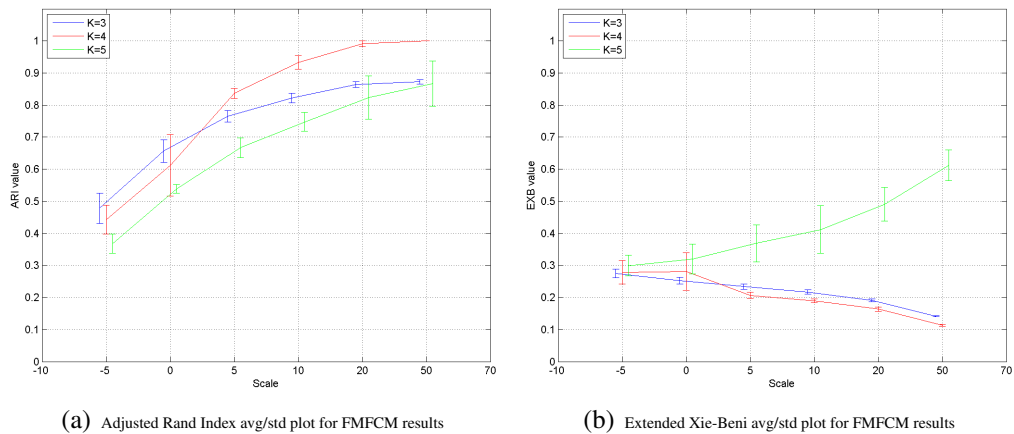 K=3
K=4
K=5
1
0.9
0.8
0.7
0.6
0.5
0.4
0.3
0.2
0.1
0
ARI value
-10 -5 0 5 10 20 50 70
Scale
(a) Adjusted Rand Index avg/std plot for FMFCM results
K=3
K=4
K=5
1
0.9
0.8
0.7
0.6
0.5
0.4
0.3
0.2
0.1
0
EXB value
-10 -5 0 5 10 20 50 70
Scale
(b) Extended Xie-Beni avg/std plot for FMFCM results